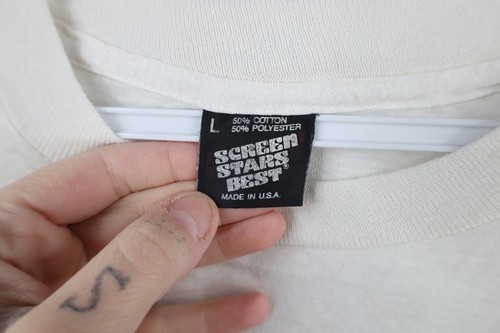 L
50% COTTON
50% POLYESTER
SCREEN
STARS
BEST®
MADE IN U.S.A.